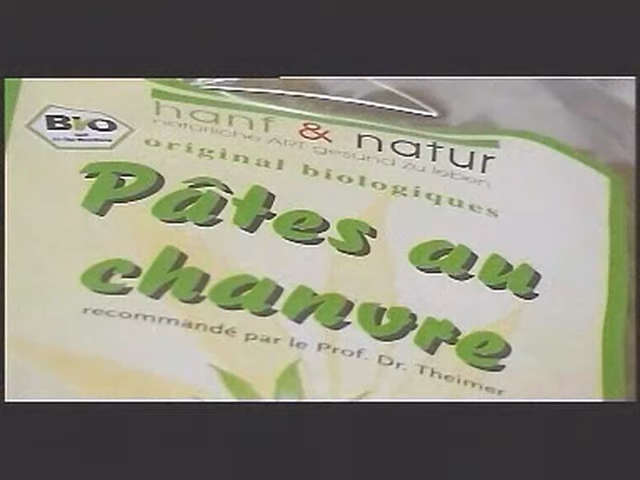 BiO
hanf & natur
natürliche ART gesund zu leben
original biologiques
Pâtes au
chanvre
recommandé par le Prof. Dr. Theimer